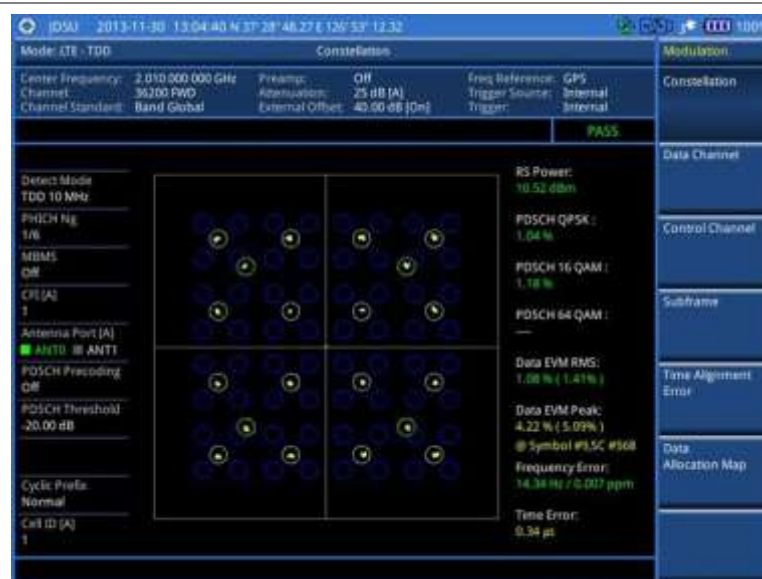 JDSU 2013-11-30 13:04:40 N 37° 28' 48.27 E 126° 53' 12.32
100%
Mode: LTE - TDD
Constellation
Modulation
Center Frequency: 2.010 000 000 GHz
Channel: 36200 FWD
Channel Standard: Band Global
Preamp: Off
Attenuation: 25 dB [A]
External Offset: 40.00 dB [On]
Freq Reference: GPS
Trigger Source: Internal
Trigger: Internal
PASS
Detect Mode
TDD 10 MHz
PHICH Ng
1/6
MBMS
Off
CFI [A]
1
Antenna Port [A]
ANT0 ANT1
PDSCH Precoding
Off
PDSCH Threshold
-20.00 dB
Cyclic Prefix
Normal
Cell ID [A]
1
RS Power:
10.52 dBm
PDSCH QPSK :
1.04 %
PDSCH 16 QAM :
1.18 %
PDSCH 64 QAM :
----
Data EVM RMS:
1.08 % ( 1.41% )
Data EVM Peak:
4.22 % ( 5.09% )
@ Symbol #9,SC #568
Frequency Error:
14.34 Hz / 0.007 ppm
Time Error:
0.34 µs
Constellation
Data Channel
Control Channel
Subframe
Time Alignment
Error
Data
Allocation Map